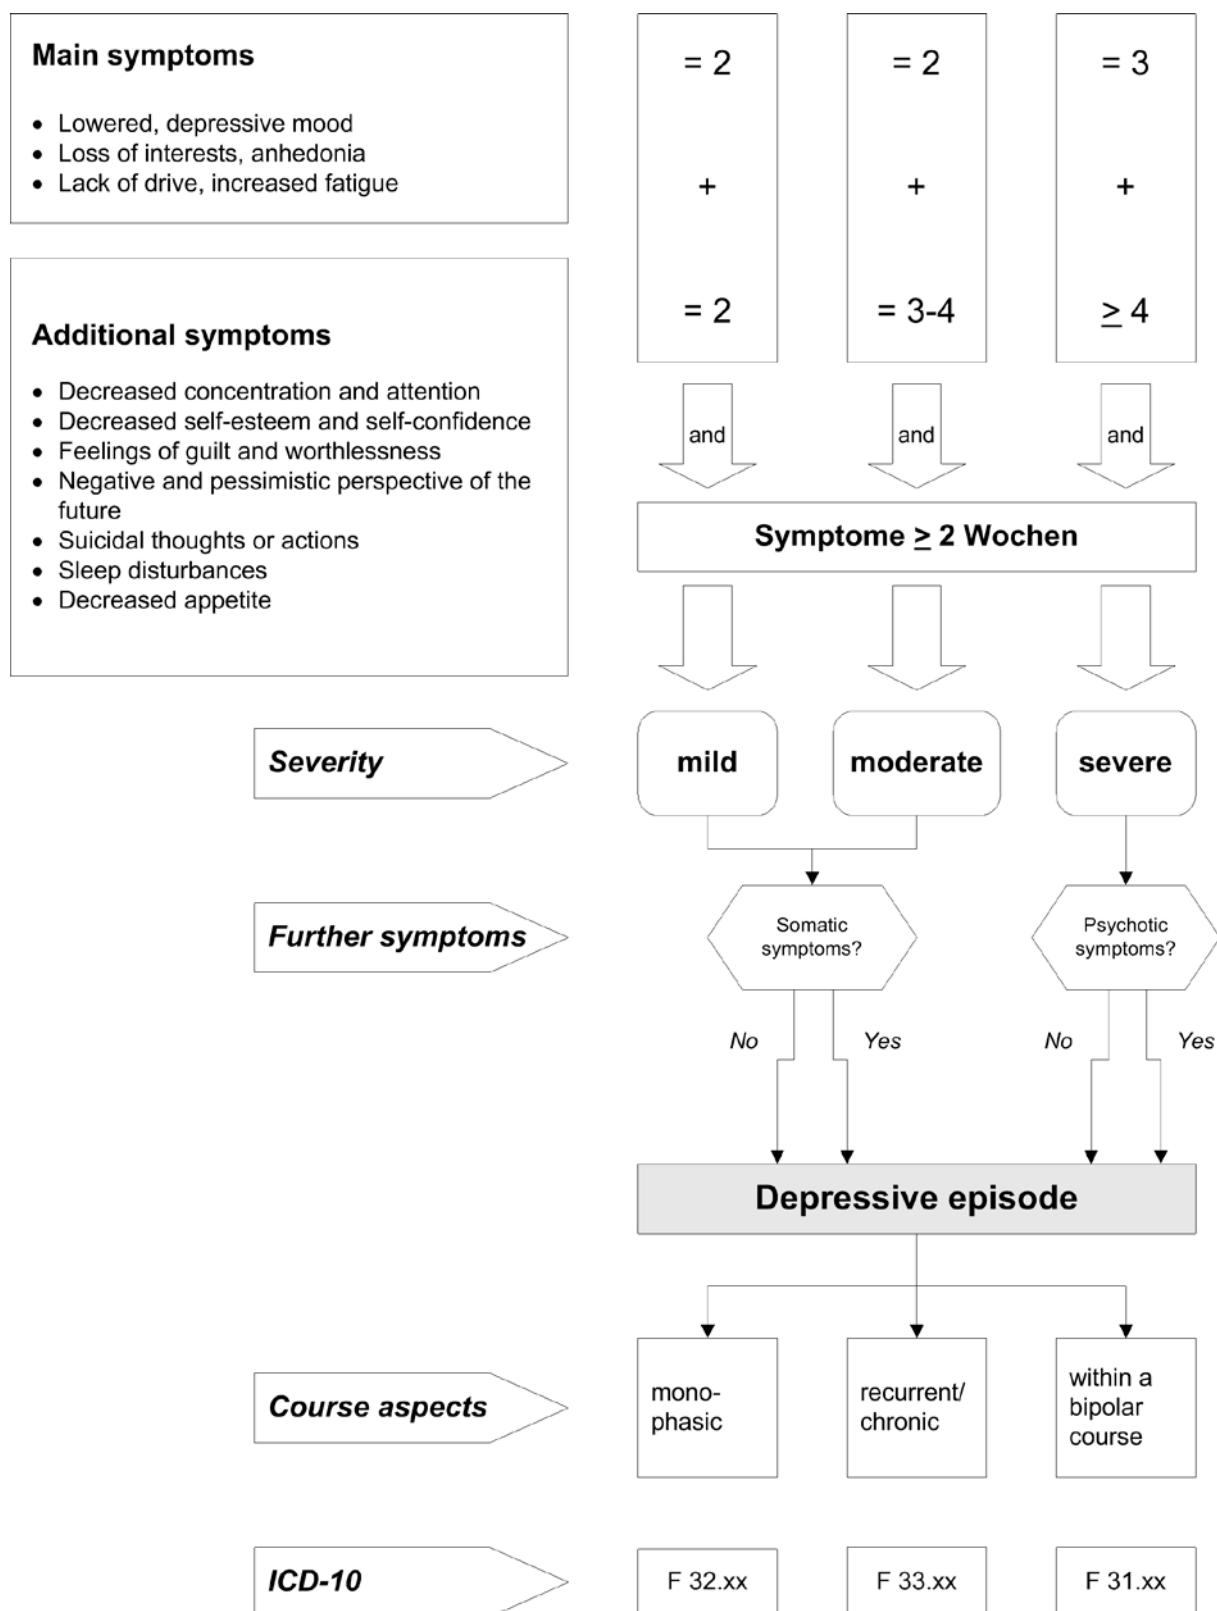 Main symptoms
• Lowered, depressive mood
• Loss of interests, anhedonia
• Lack of drive, increased fatigue
= 2
+
= 2
= 2
+
= 3-4
= 3
+
≥ 4
Additional symptoms
• Decreased concentration and attention
• Decreased self-esteem and self-confidence
• Feelings of guilt and worthlessness
• Negative and pessimistic perspective of the
future
• Suicidal thoughts or actions
• Sleep disturbances
• Decreased appetite
and
and
and
Symptome ≥ 2 Wochen
Severity
mild
moderate
severe
Further symptoms
Somatic
symptoms?
Psychotic
symptoms?
No
Yes
No
Yes
Depressive episode
Course aspects
mono-
phasic
recurrent/
chronic
within a
bipolar
course
ICD-10
F 32.xx
F 33.xx
F 31.xx